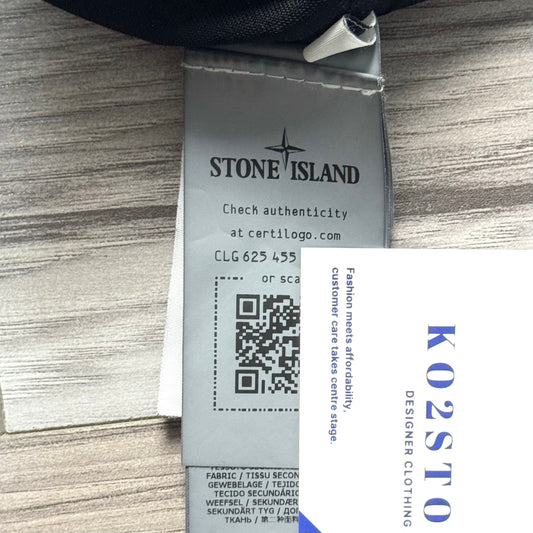 STONE ISLAND
Check authenticity
at certilogo.com
CLG 625 455
or sca
Fashion meets affordability.
customer care takes centre stage.
KO2STO
DESIGNER CLOTHING
FABRIC / TISSU SECON
GEWEBELAGE / TEJIDO
TECIDO SECUNDÁRIO
WEEFSEL / SEKUNDÆR
SEKUNDÄRT TYG / ДОП
ТКАНЬ / 第二种面料